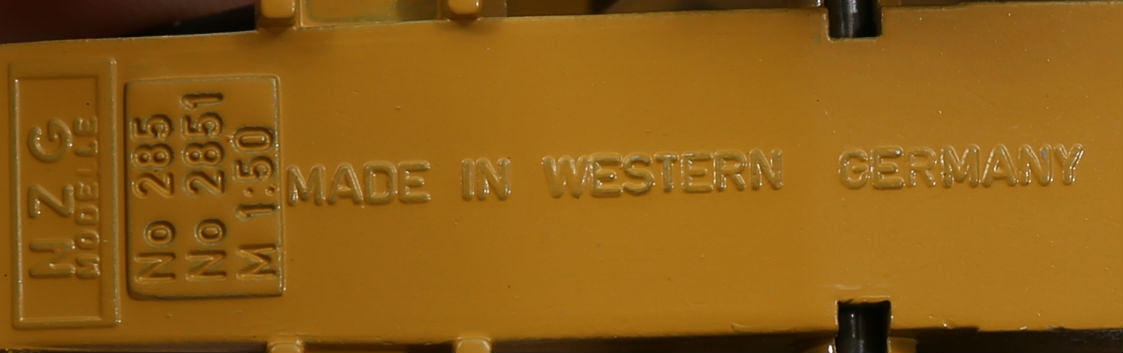 NZG
MODELLE
No 285
No 2851
M 1:50
MADE IN WESTERN GERMANY